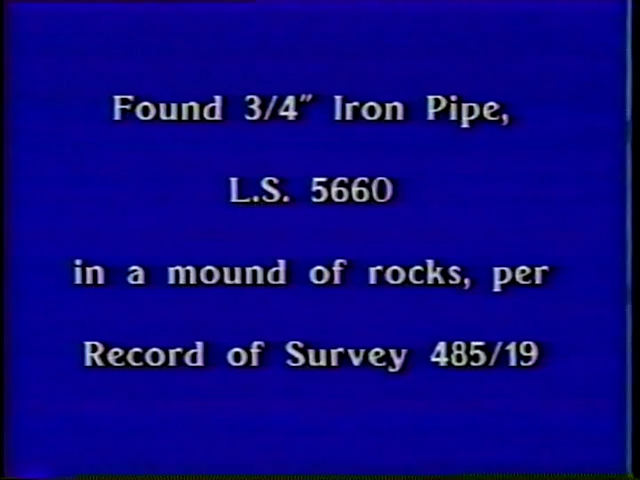 Found 3/4" Iron Pipe,
L.S. 5660
in a mound of rocks, per
Record of Survey 485/19